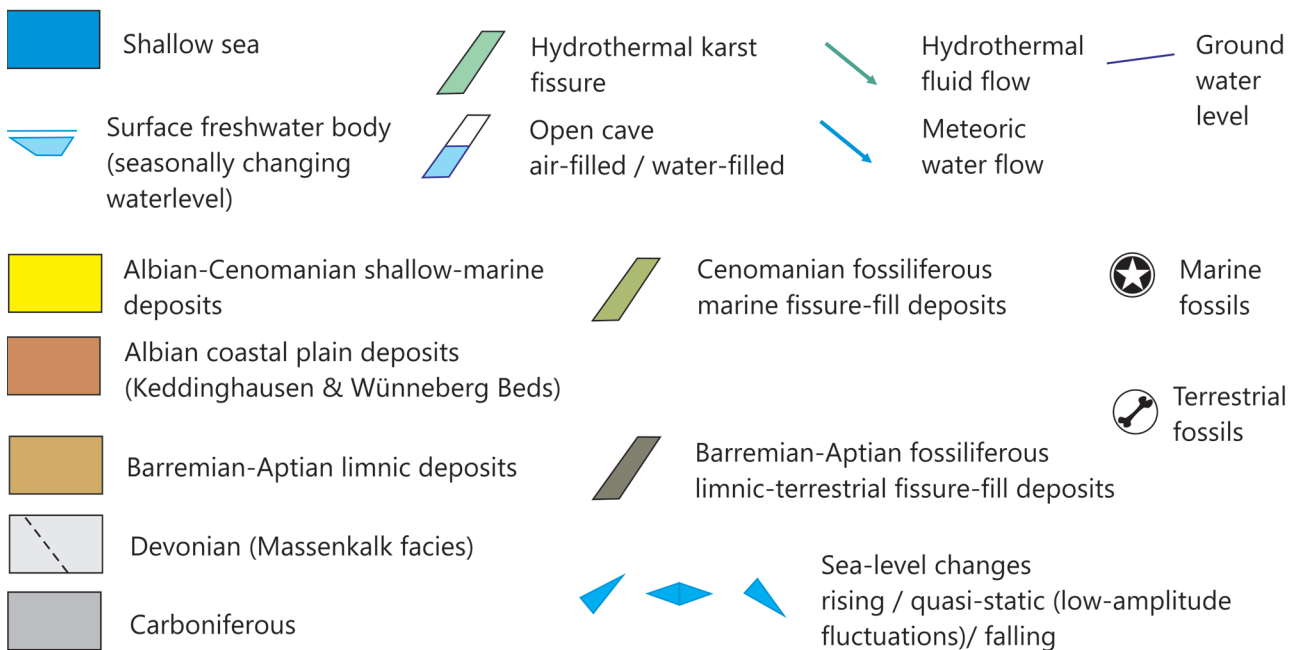 Shallow sea
Surface freshwater body
(seasonally changing
waterlevel)
Hydrothermal karst
fissure
Open cave
air-filled / water-filled
Hydrothermal
fluid flow
Meteoric
water flow
Ground
water
level
Albian-Cenomanian shallow-marine
deposits
Albian coastal plain deposits
(Keddinghausen & Wünneberg Beds)
Barremian-Aptian limnic deposits
Devonian (Massenkalk facies)
Carboniferous
Cenomanian fossiliferous
marine fissure-fill deposits
Barremian-Aptian fossiliferous
limnic-terrestrial fissure-fill deposits
Sea-level changes
rising / quasi-static (low-amplitude
fluctuations)/ falling
Marine
fossils
Terrestrial
fossils